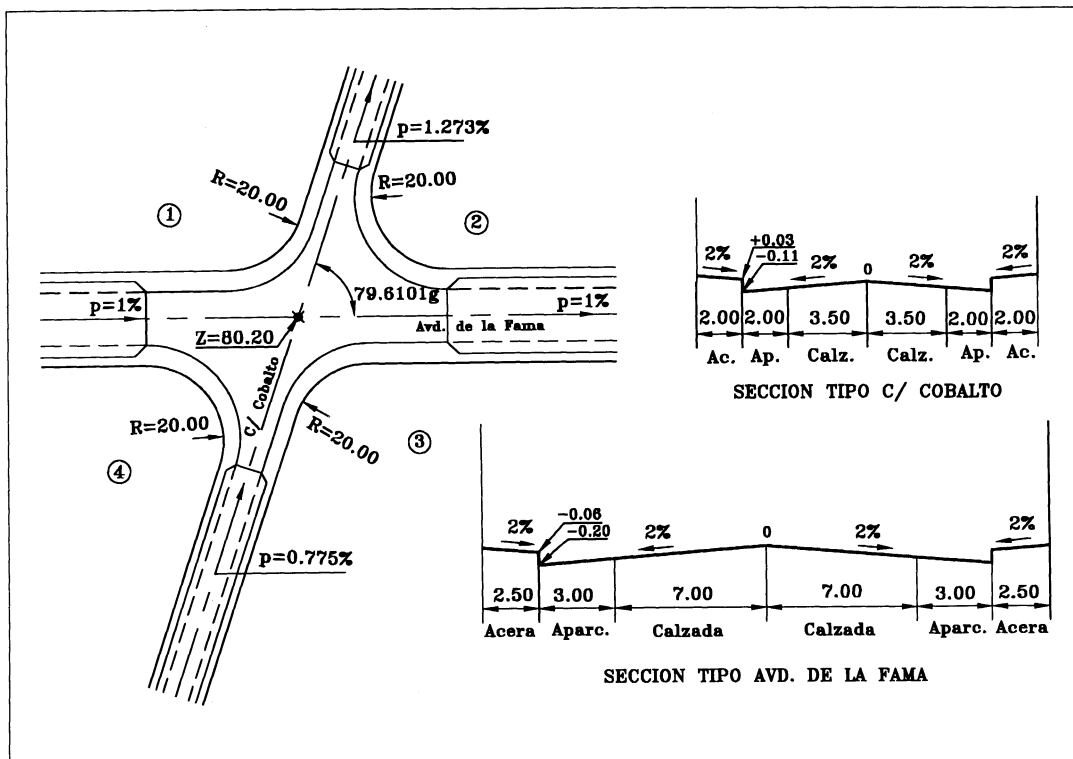 p=1.273%
R=20.00
R=20.00
①
②
79.6101g
p=1%
p=1%
Avd. de la Fama
Z=80.20
C/ Cobalto
R=20.00
R=20.00
③
④
p=0.775%
2%
+0.03
-0.11
2%
0
2%
2%
2.00 2.00 3.50 3.50 2.00 2.00
Ac. Ap. Calz. Calz. Ap. Ac.
SECCION TIPO C/ COBALTO
2%
-0.06
-0.20
2%
0
2%
2%
2.50 3.00 7.00 7.00 3.00 2.50
Acera Aparc. Calzada Calzada Aparc. Acera
SECCION TIPO AVD. DE LA FAMA